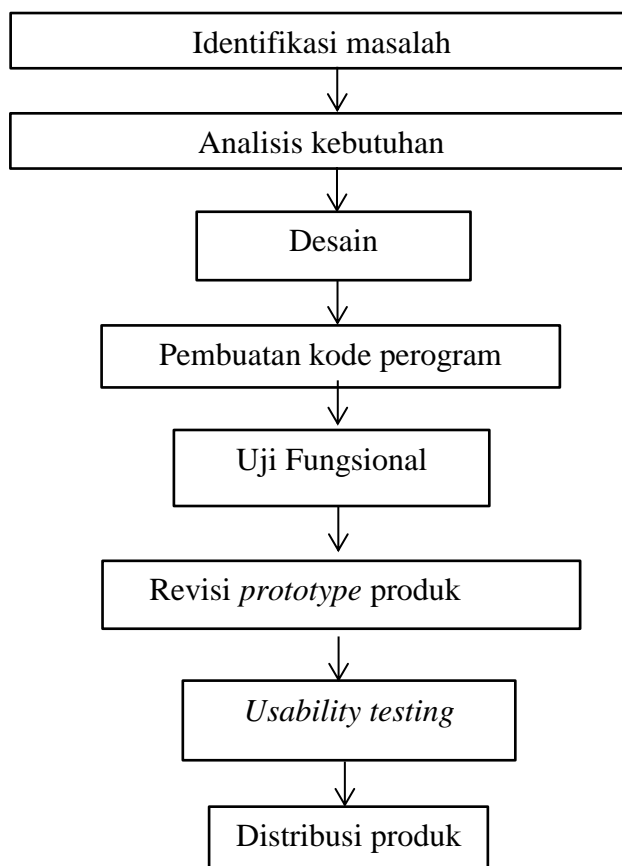 Identifikasi masalah
Analisis kebutuhan
Desain
Pembuatan kode perogram
Uji Fungsional
Revisi prototype produk
Usability testing
Distribusi produk